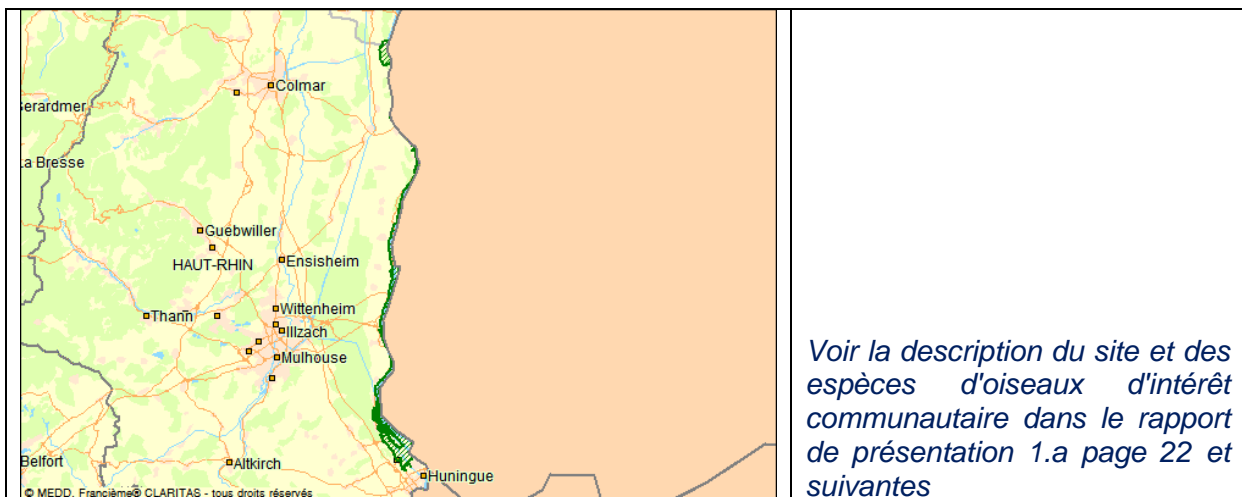 Colmar
Gerardmer
La Bresse
Guebwiller
HAUT-RHIN
Ensisheim
Wittenheim
Thann
Illzach
Mulhouse
Belfort
Altkirch
Huningue
© MEDD, Francième® CLARITAS - tous droits réservés
Voir la description du site et des
espèces d'oiseaux d'intérêt
communautaire dans le rapport
de présentation 1.a page 22 et
suivantes